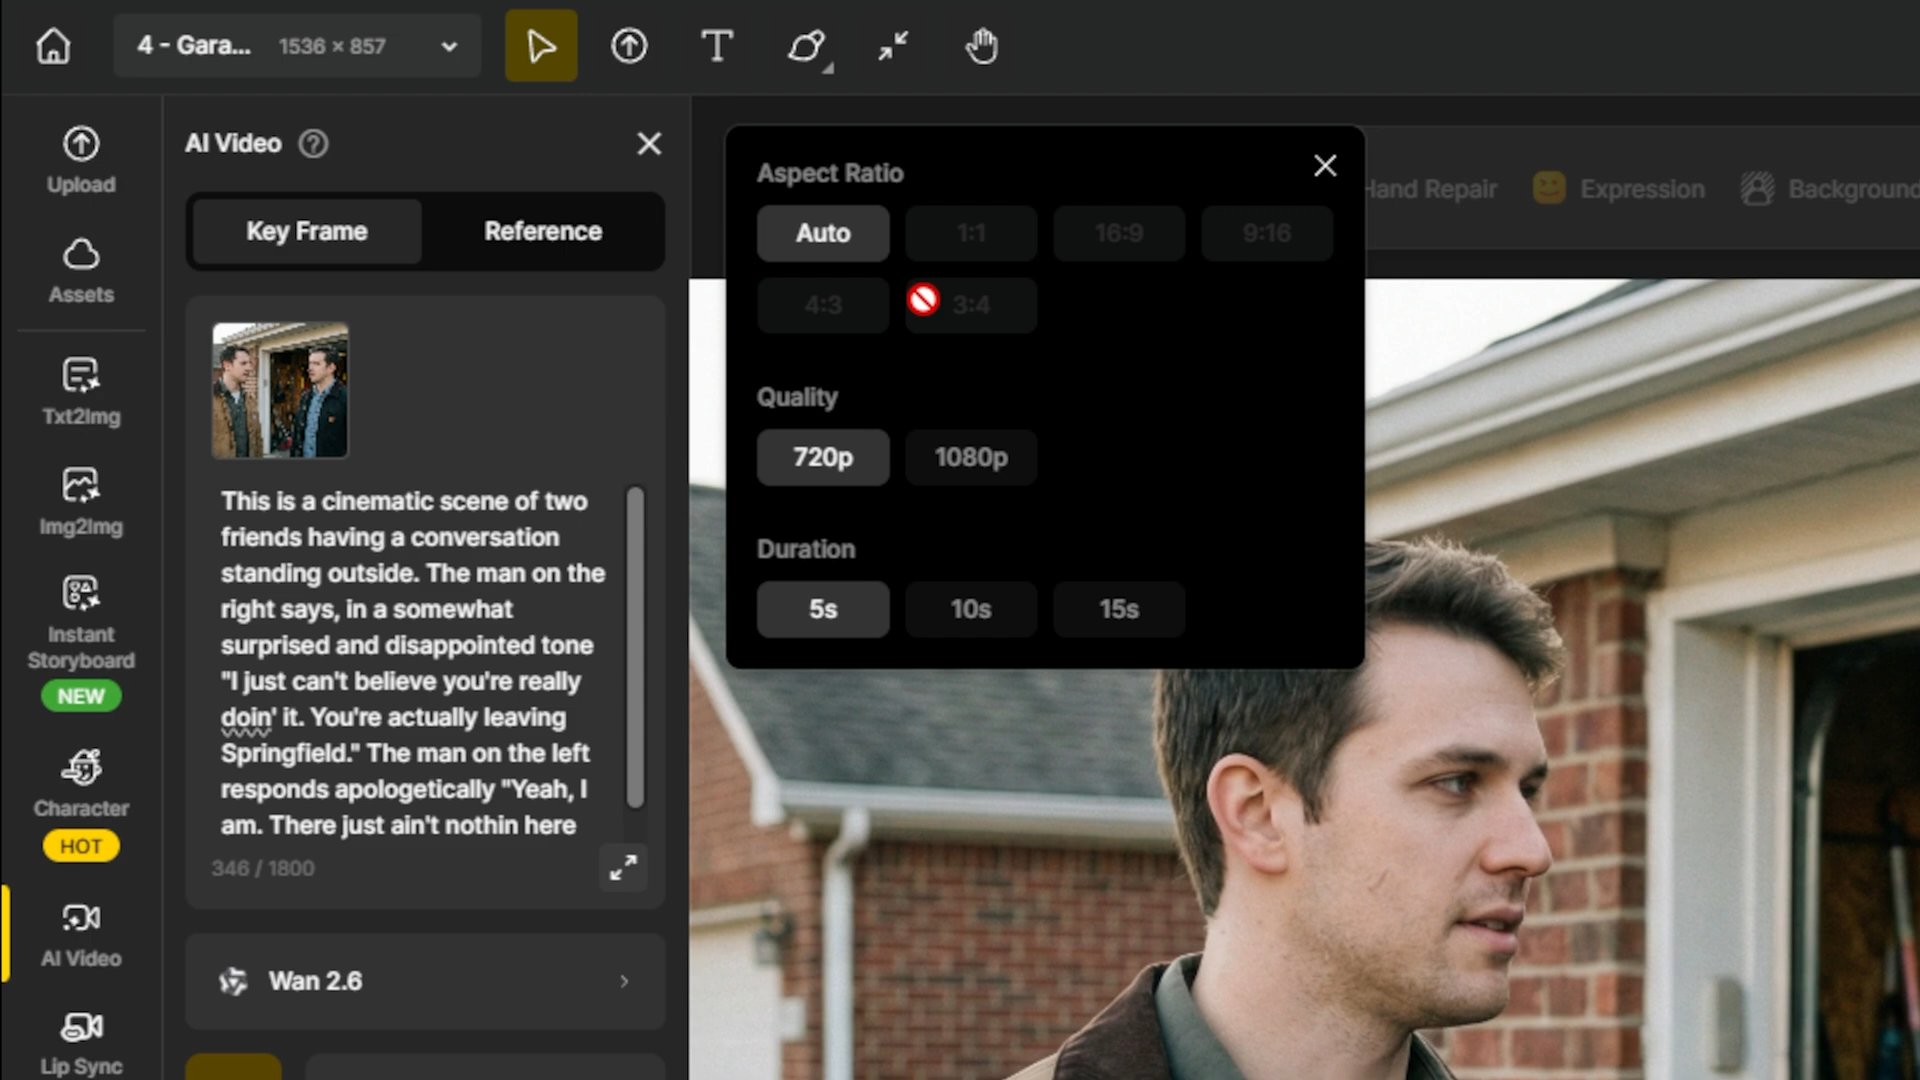 4 - Gara... 1536 × 857
T
Upload
Assets
Txt2Img
Img2Img
Instant
Storyboard
NEW
Character
HOT
AI Video
Lip Sync
AI Video ?
Key Frame Reference
This is a cinematic scene of two
friends having a conversation
standing outside. The man on the
right says, in a somewhat
surprised and disappointed tone
"I just can't believe you're really
doin' it. You're actually leaving
Springfield." The man on the left
responds apologetically "Yeah, I
am. There just ain't nothin here
346 / 1800
Wan 2.6
Aspect Ratio
Auto 1:1 16:9 9:16
4:3 3:4
Quality
720p 1080p
Duration
5s 10s 15s
Hand Repair Expression Background